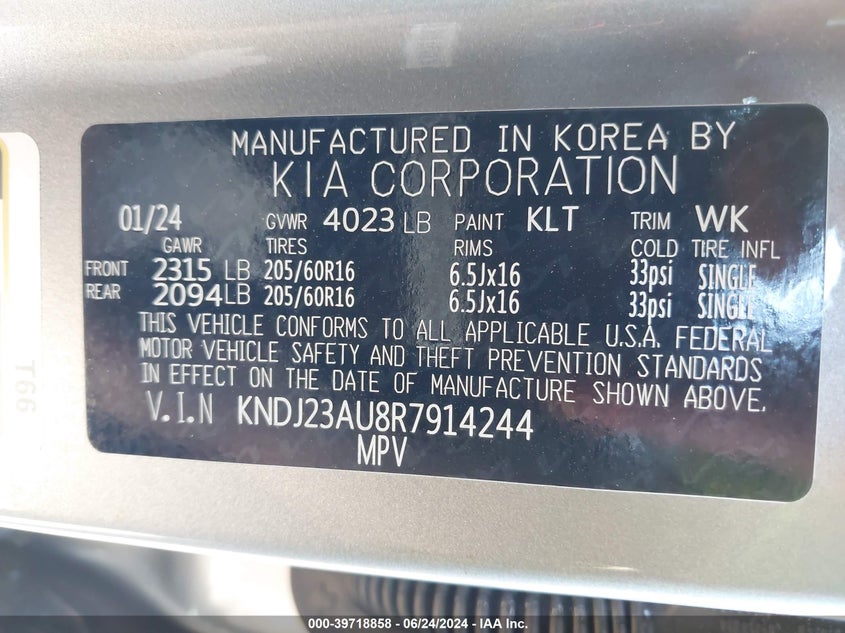 MANUFACTURED IN KOREA BY
KIA CORPORATION
01/24 GVWR 4023 LB PAINT KLT TRIM WK
GAWR TIRES RIMS COLD TIRE INFL
FRONT 2315 LB 205/60R16 6.5Jx16 33psi SINGLE
REAR 2094 LB 205/60R16 6.5Jx16 33psi SINGLE
THIS VEHICLE CONFORMS TO ALL APPLICABLE U.S.A. FEDERAL
MOTOR VEHICLE SAFETY AND THEFT PREVENTION STANDARDS
IN EFFECT ON THE DATE OF MANUFACTURE SHOWN ABOVE.
V.I.N KNDJ23AU8R7914244
MPV
T66
000-39718858 - 06/24/2024 - IAA Inc.